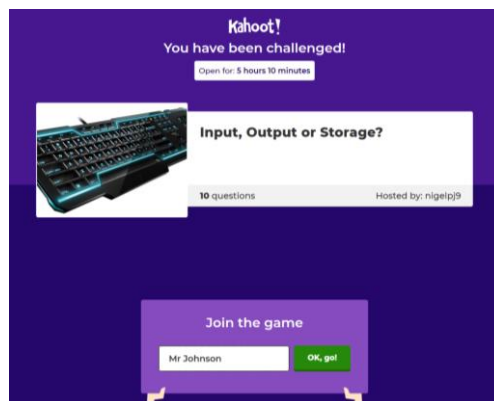 Kahoot!
You have been challenged!
Open for: 5 hours 10 minutes
Input, Output or Storage?
10 questions
Hosted by: nigelpj9
Join the game
Mr Johnson
OK, go!